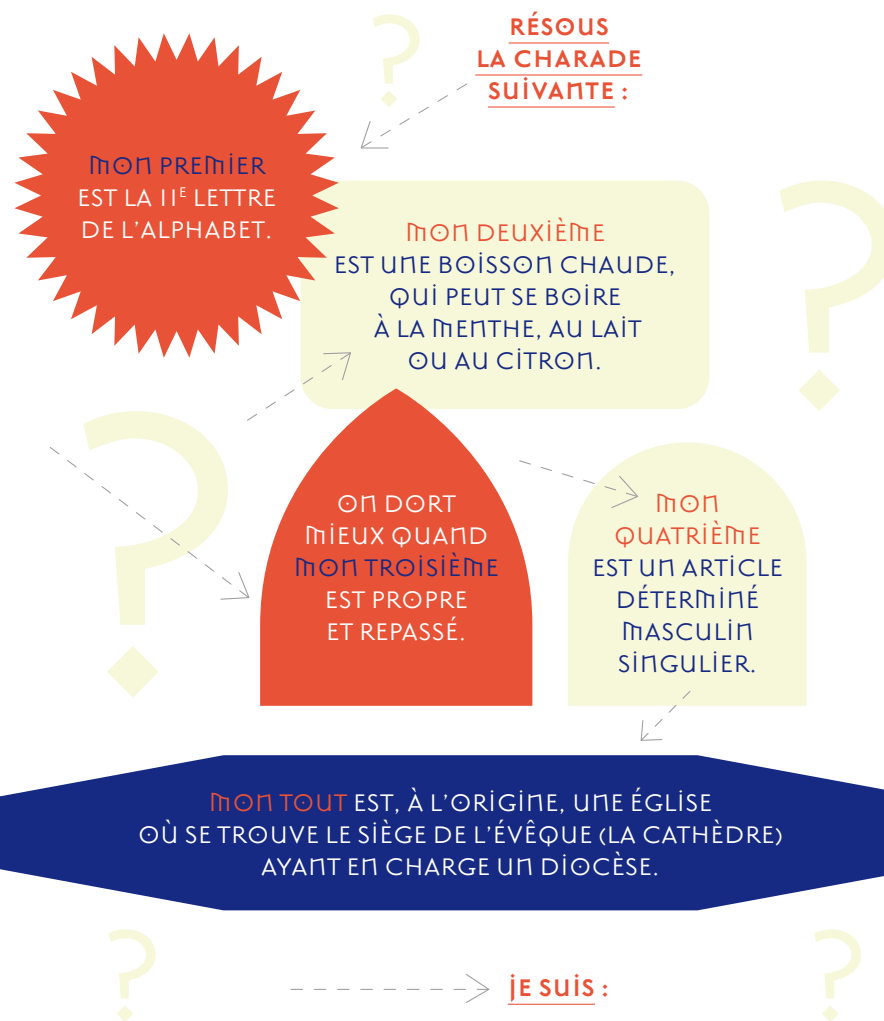 RÉSOUS
LA CHARADE
SUIVANTE :
MON PREMIER
EST LA 11E LETTRE
DE L'ALPHABET.
MON DEUXIÈME
EST UNE BOISSON CHAUDE,
QUI PEUT SE BOIRE
À LA MENTHE, AU LAIT
OU AU CITRON.
ON DORT
MIEUX QUAND
MON TROISIÈME
EST PROPRE
ET REPASSÉ.
MON
QUATRIÈME
EST UN ARTICLE
DÉTERMINÉ
MASCULIN
SINGULIER.
MON TOUT EST, À L'ORIGINE, UNE ÉGLISE
OÙ SE TROUVE LE SIÈGE DE L'ÉVÊQUE (LA CATHÈDRE)
AYANT EN CHARGE UN DIOCÈSE.
JE SUIS :